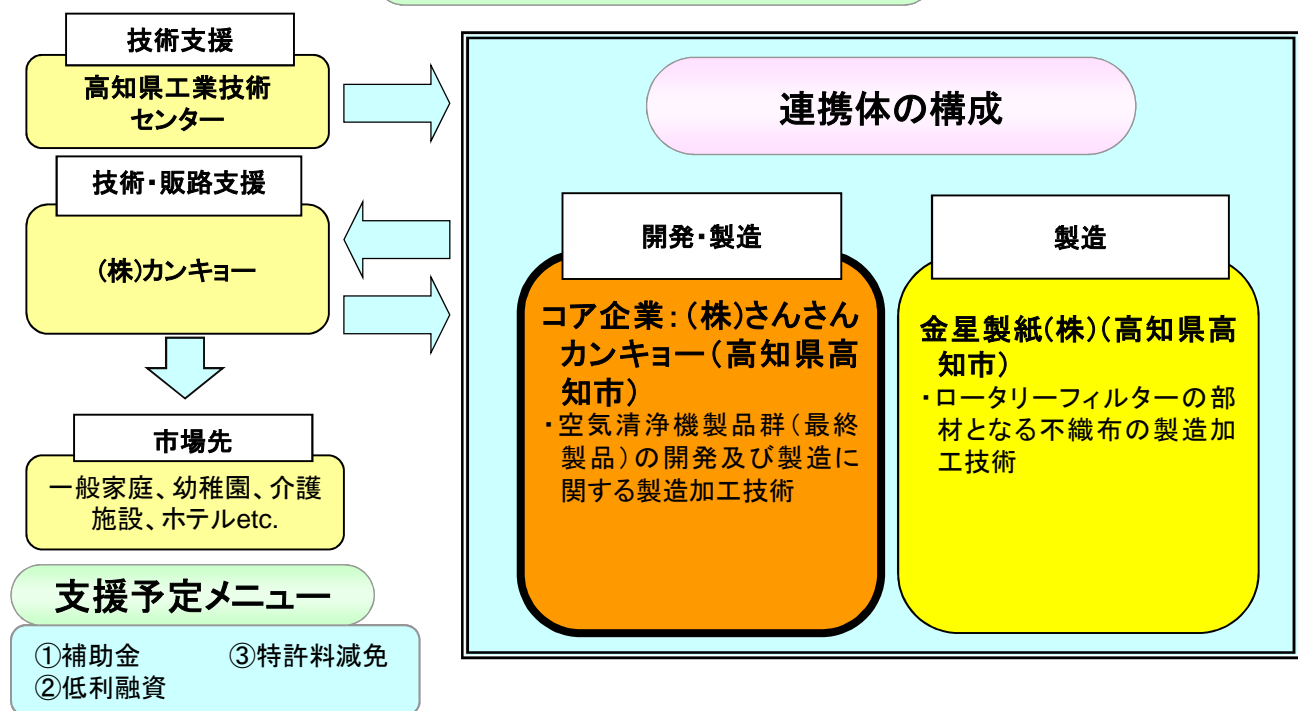 技術支援
高知県工業技術
センター
技術・販路支援
(株)カンキョー
市場先
一般家庭、幼稚園、介護
施設、ホテルetc.
支援予定メニュー
①補助金 ③特許料減免
②低利融資
連携体の構成
開発・製造
コア企業:(株)さんさん
カンキョー(高知県高
知市)
・空気清浄機製品群(最終
製品)の開発及び製造に
関する製造加工技術
製造
金星製紙(株)(高知県高
知市)
・ロータリーフィルターの部
材となる不織布の製造加
工技術